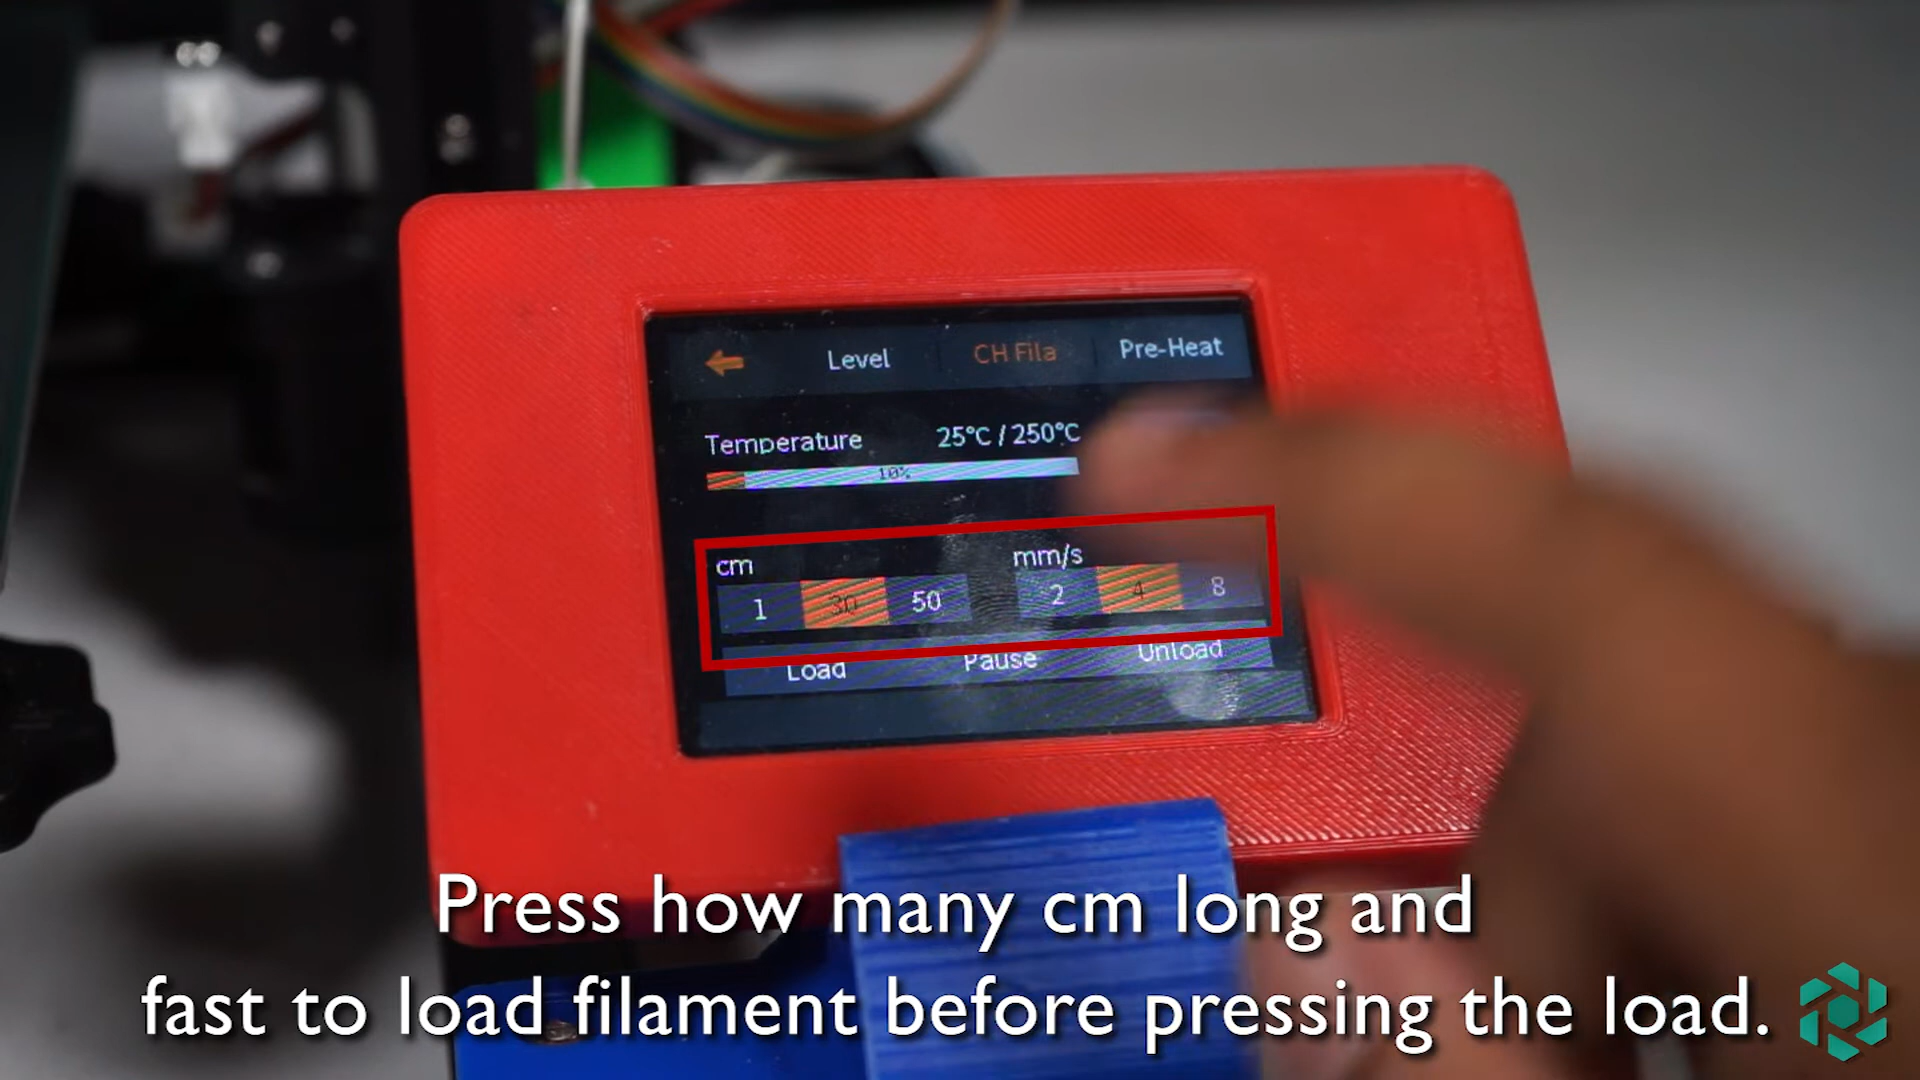 Level CH Fila Pre-Heat
Temperature 25°C / 250°C
10%
cm mm/s
1 30 50 2 4 8
Load Pause Unload
Press how many cm long and
fast to load filament before pressing the load.